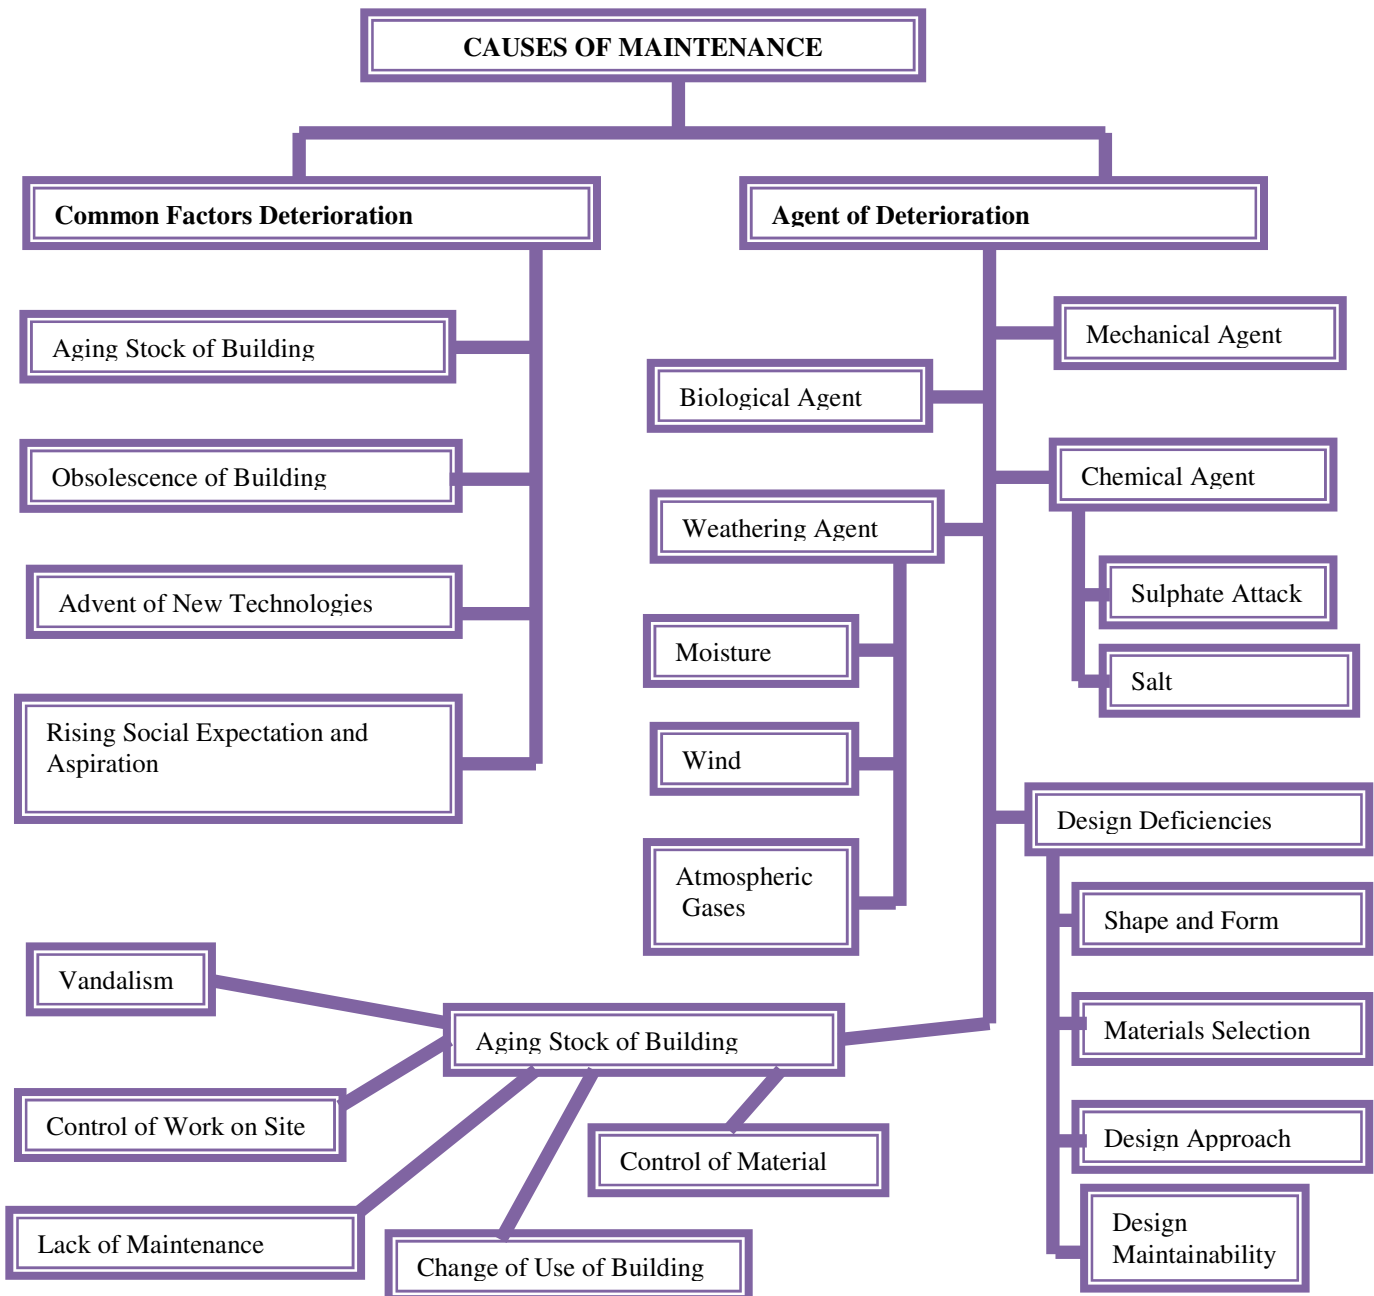 CAUSES OF MAINTENANCE
Common Factors Deterioration
Agent of Deterioration
Aging Stock of Building
Mechanical Agent
Biological Agent
Obsolescence of Building
Chemical Agent
Weathering Agent
Advent of New Technologies
Sulphate Attack
Moisture
Salt
Rising Social Expectation and
Aspiration
Wind
Design Deficiencies
Atmospheric
Gases
Shape and Form
Vandalism
Aging Stock of Building
Materials Selection
Control of Work on Site
Control of Material
Design Approach
Lack of Maintenance
Change of Use of Building
Design
Maintainability